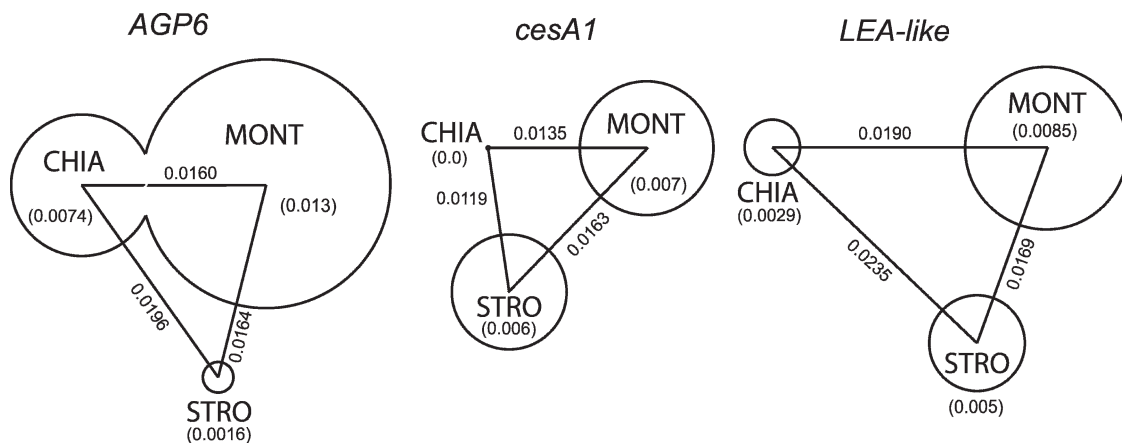 AGP6
CHIA
(0.0074)
MONT
(0.013)
0.0160
0.0196
0.0164
STRO
(0.0016)
cesA1
CHIA
(0.0)
0.0135
MONT
(0.007)
0.0119
0.0163
STRO
(0.006)
LEA-like
CHIA
(0.0029)
0.0190
MONT
(0.0085)
0.0235
0.0169
STRO
(0.005)